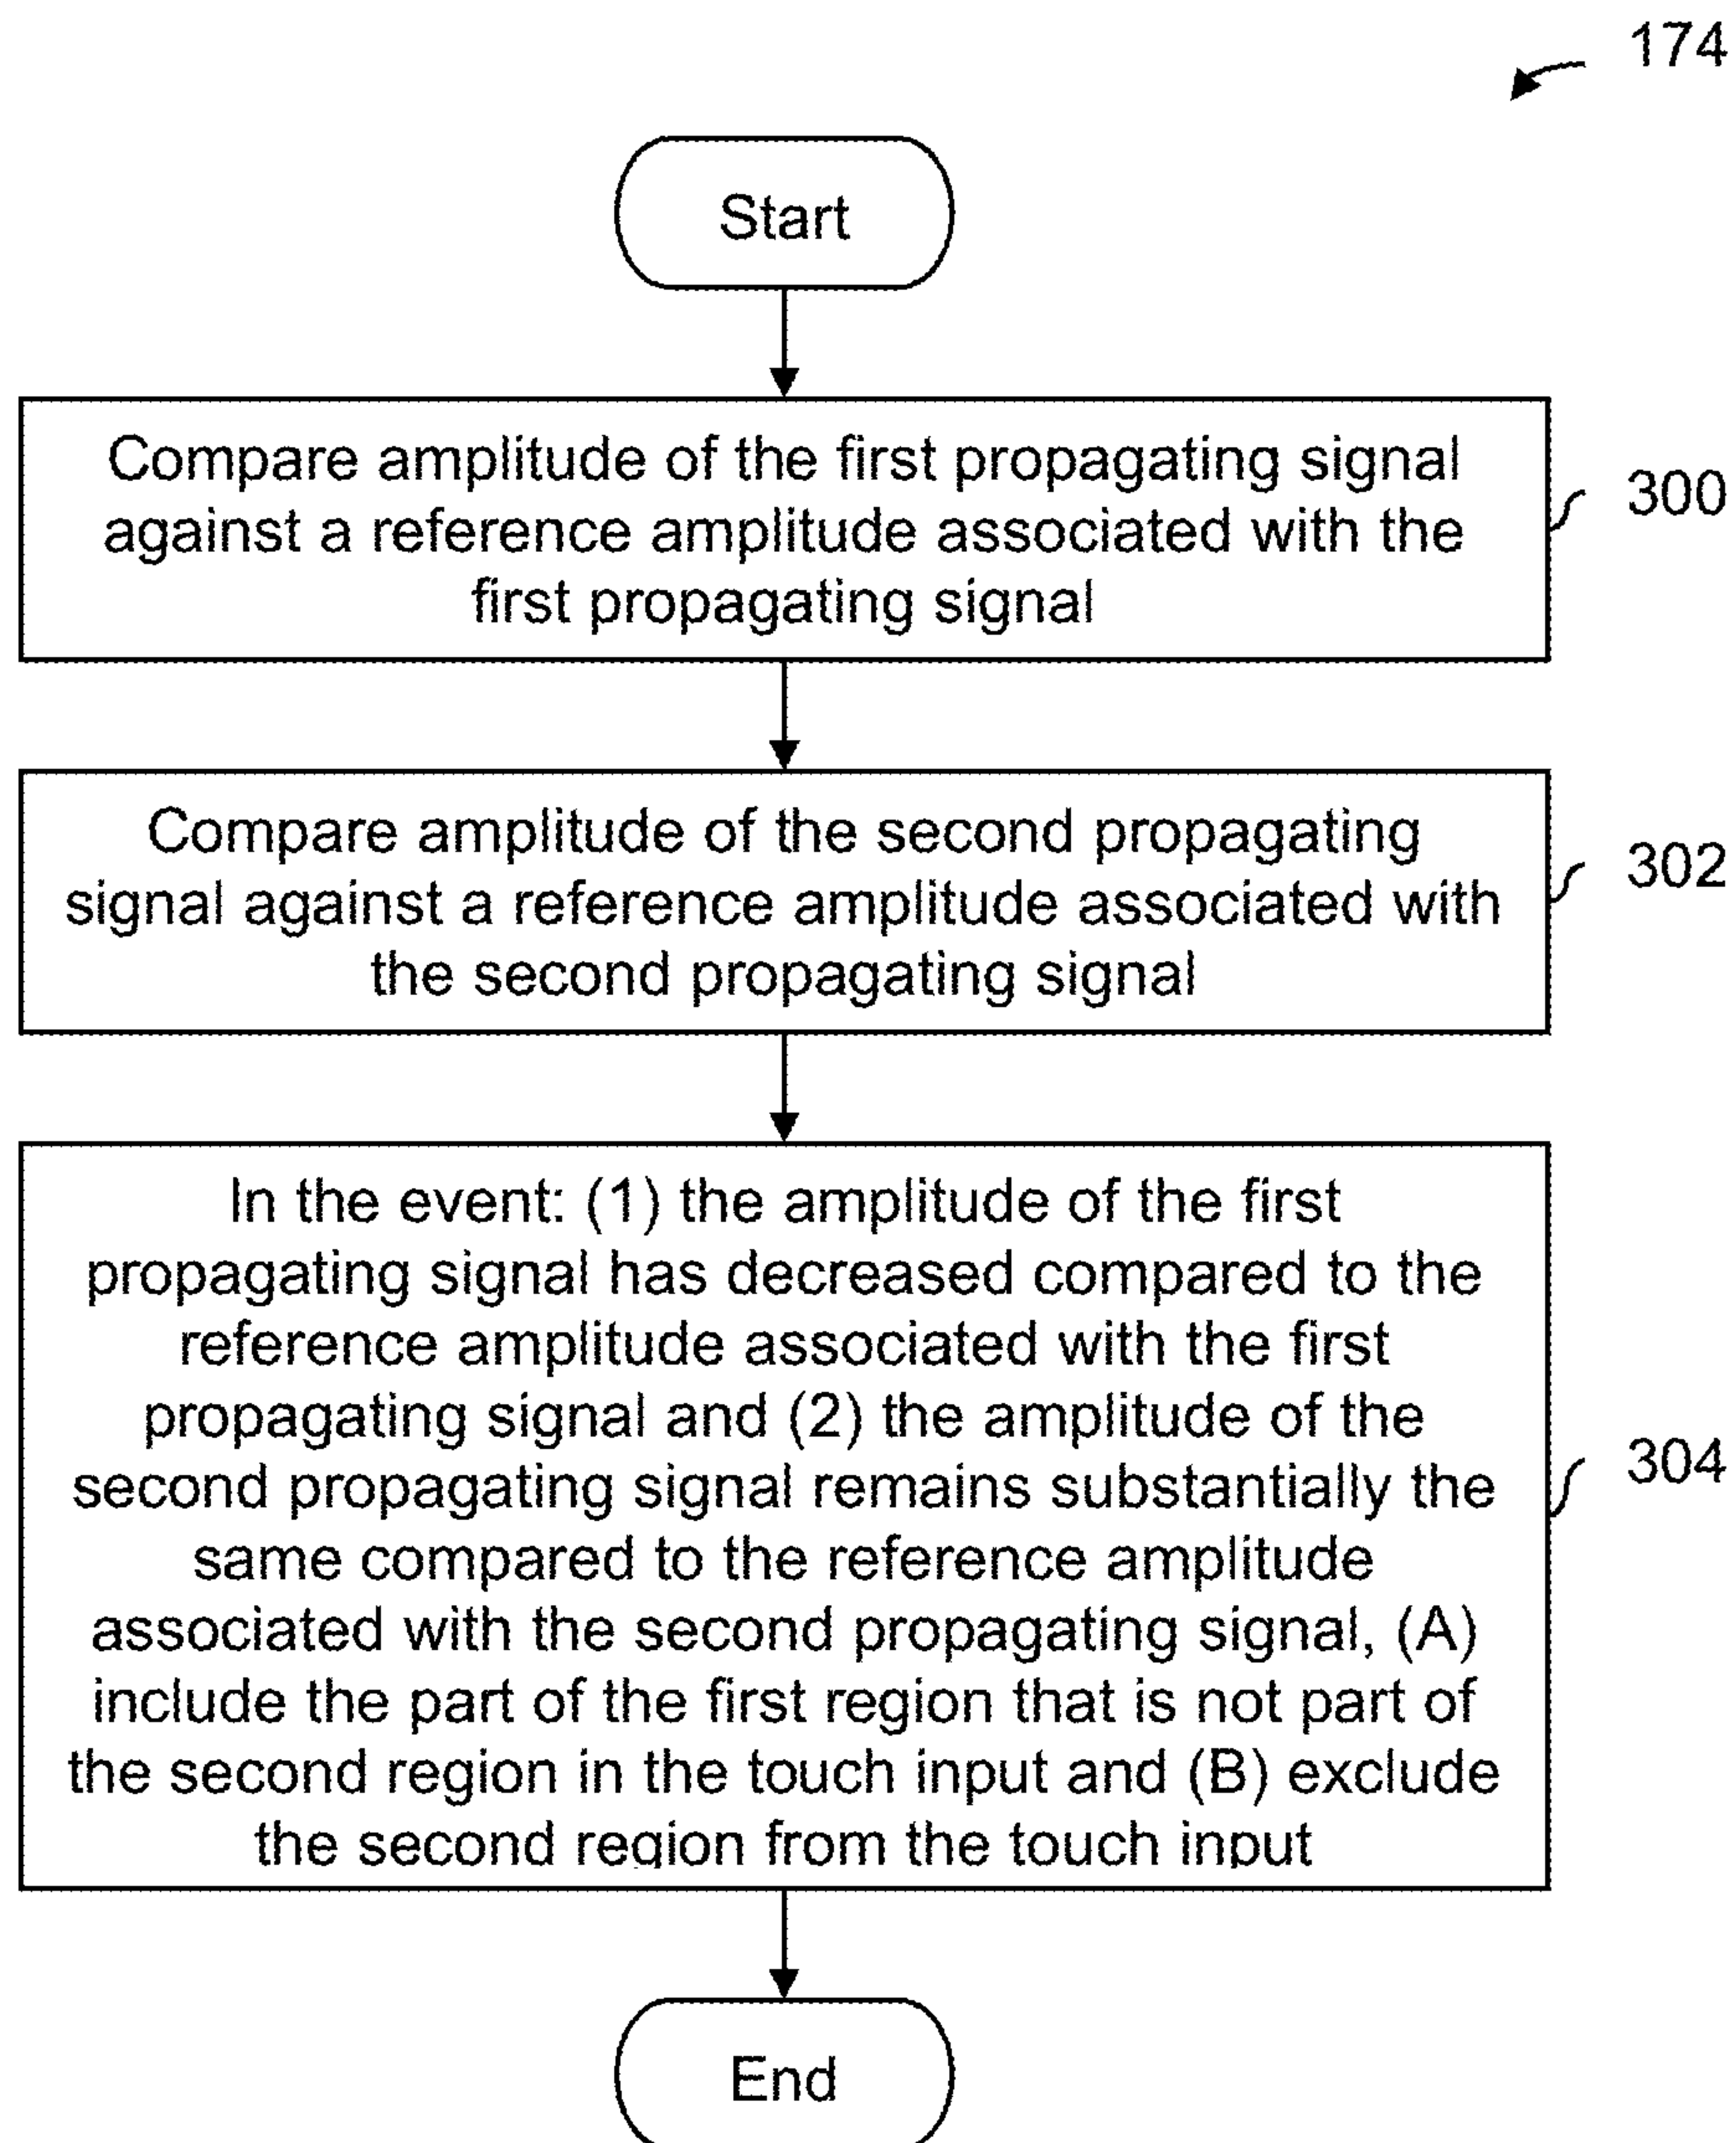 174
Start
Compare amplitude of the first propagating signal
against a reference amplitude associated with the
first propagating signal
300
Compare amplitude of the second propagating
signal against a reference amplitude associated with
the second propagating signal
302
In the event: (1) the amplitude of the first
propagating signal has decreased compared to the
reference amplitude associated with the first
propagating signal and (2) the amplitude of the
second propagating signal remains substantially the
same compared to the reference amplitude
associated with the second propagating signal, (A)
include the part of the first region that is not part of
the second region in the touch input and (B) exclude
the second region from the touch input
304
End